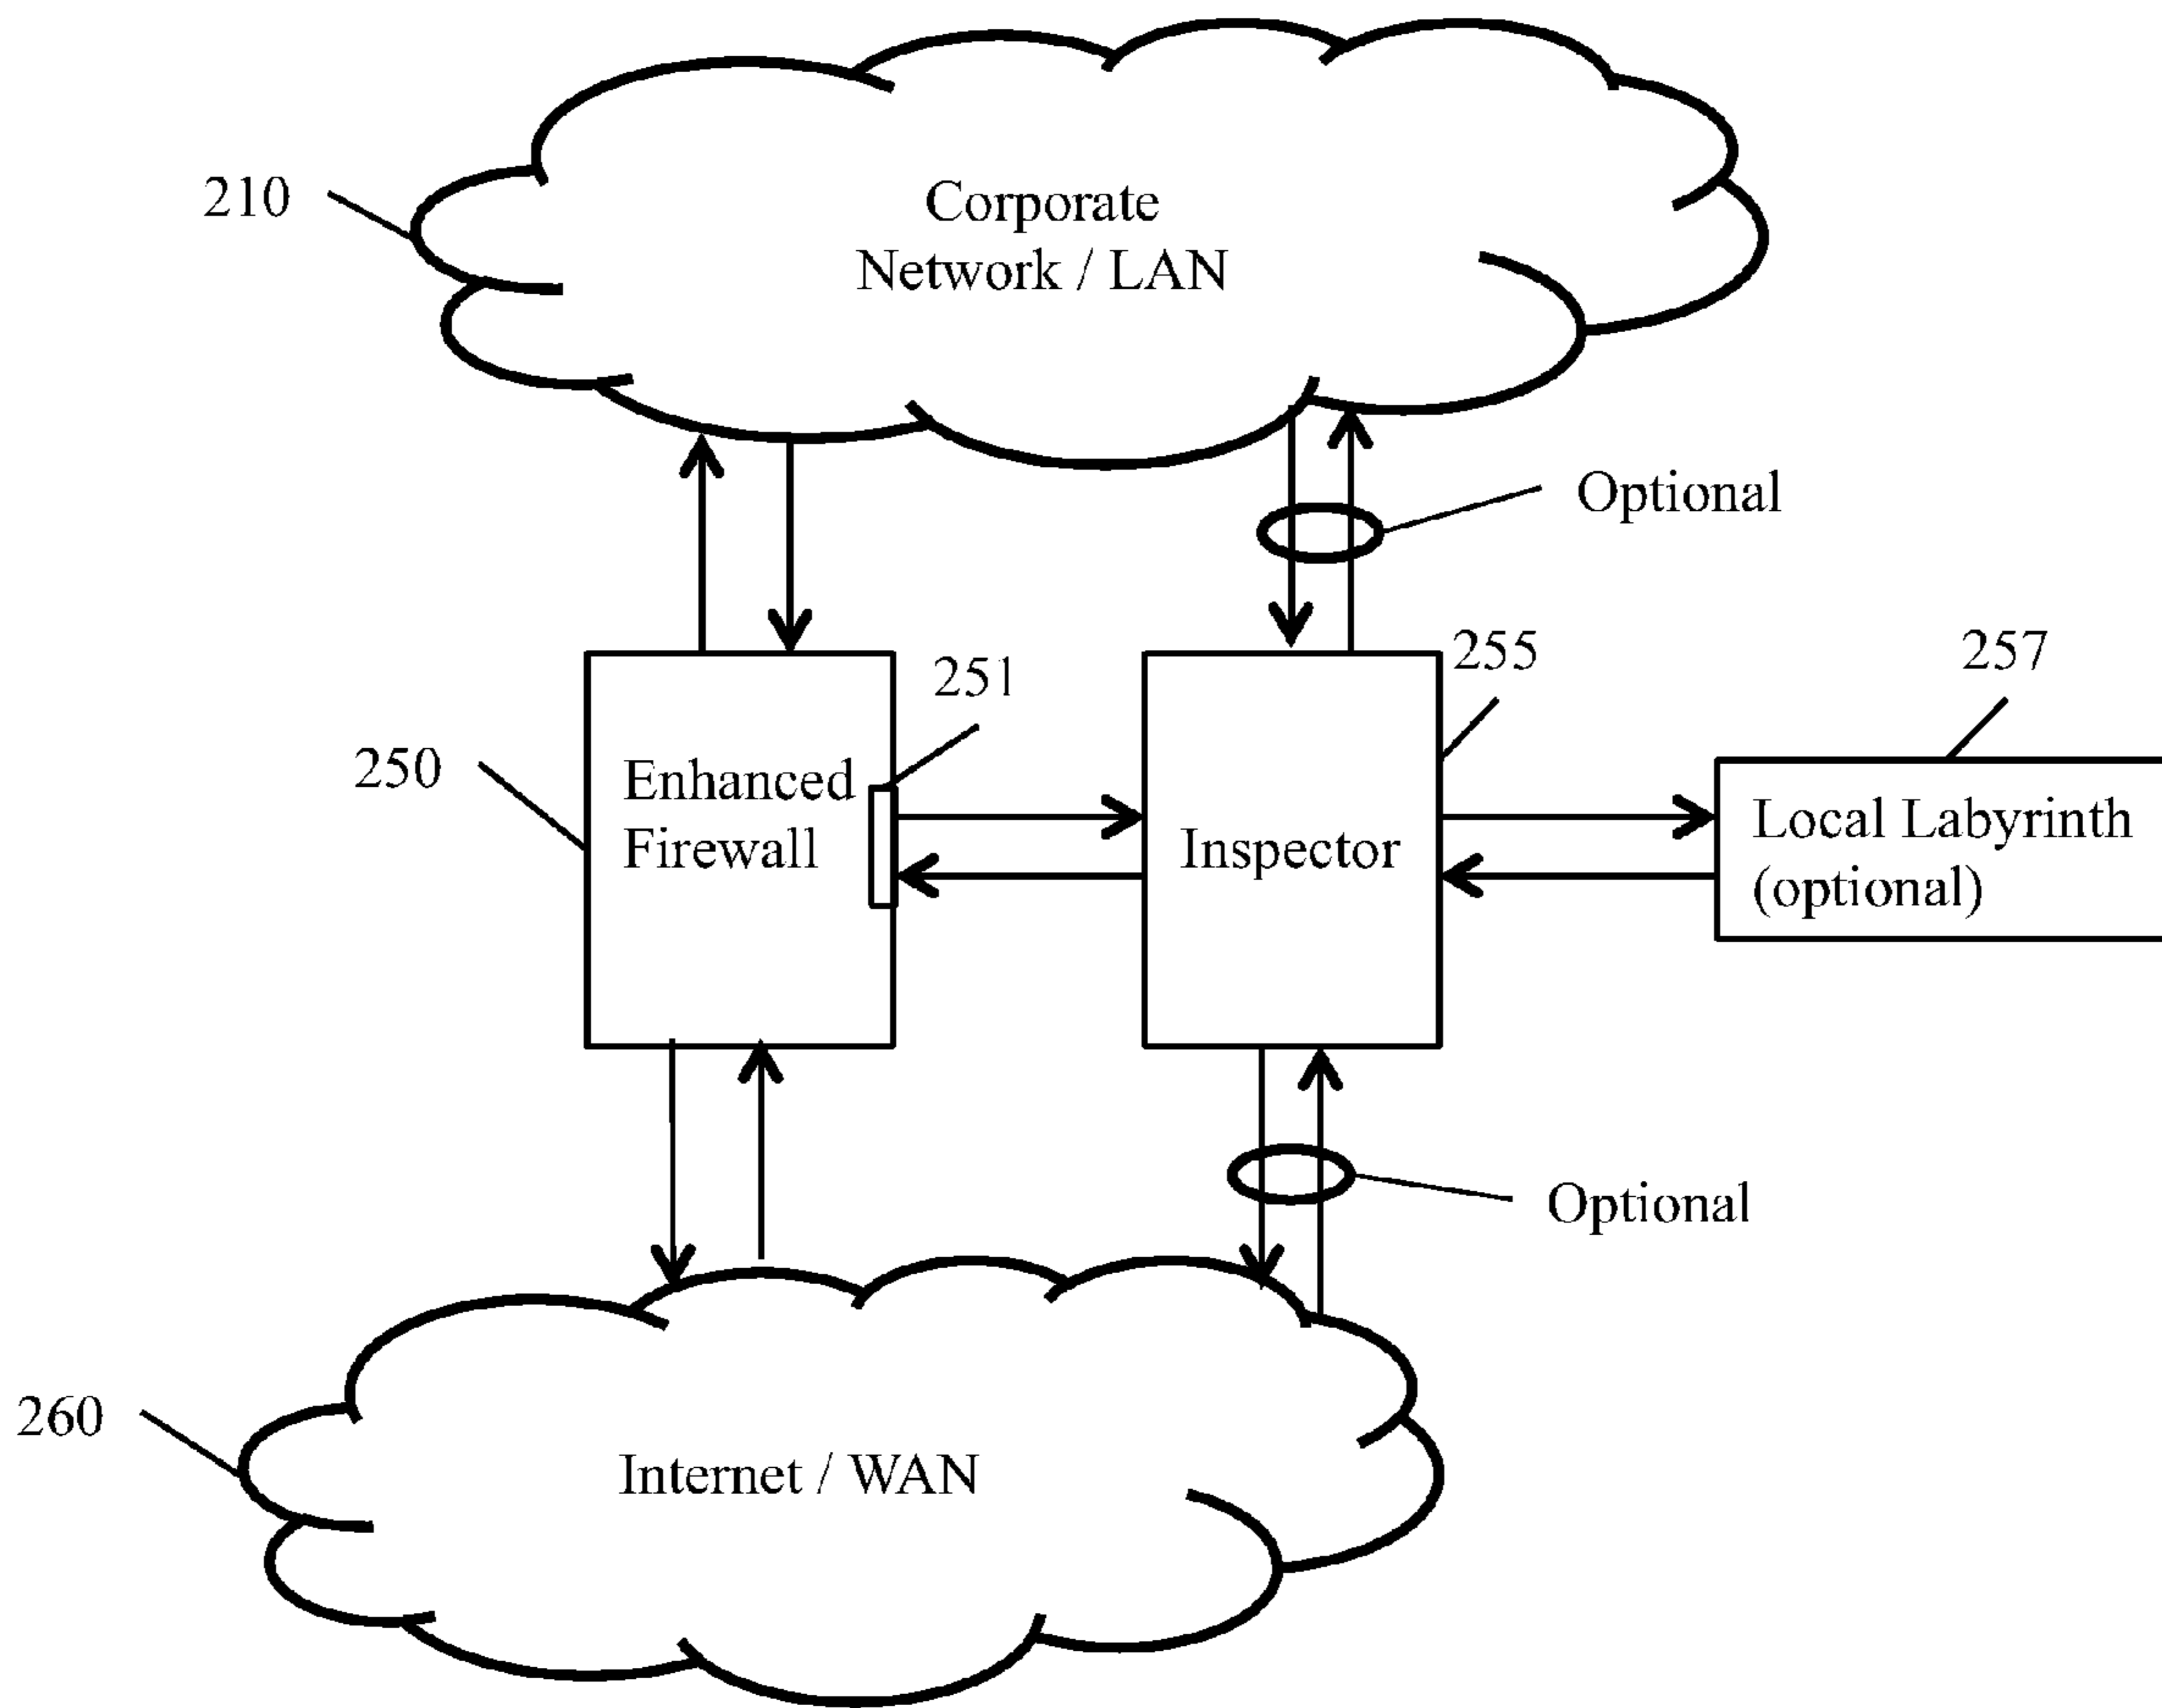 210
Corporate
Network / LAN
Optional
250
Enhanced
Firewall
251
Inspector
255
257
Local Labyrinth
(optional)
Optional
260
Internet / WAN